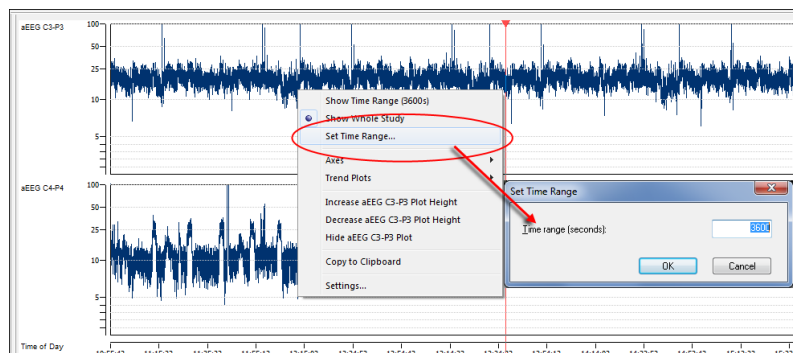 aEEG C3-P3
100
50
25
10
5
Show Time Range (3600s)
Show Whole Study
Set Time Range...
Axes
Trend Plots
Increase aEEG C3-P3 Plot Height
Decrease aEEG C3-P3 Plot Height
Hide aEEG C3-P3 Plot
Copy to Clipboard
Settings...
Set Time Range
Time range (seconds):
3600
OK Cancel
aEEG C4-P4
100
50
25
10
5
Time of Day